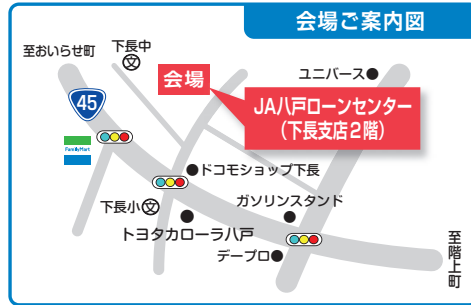 会場ご案内図
至おいらせ町
下長中
文
会場
ユニバース
45
JA八戸ローンセンター
(下長支店2階)
FamilyMart
ドコモショップ下長
下長小文
ガソリンスタンド
トヨタカローラ八戸
デープロ
至階上町